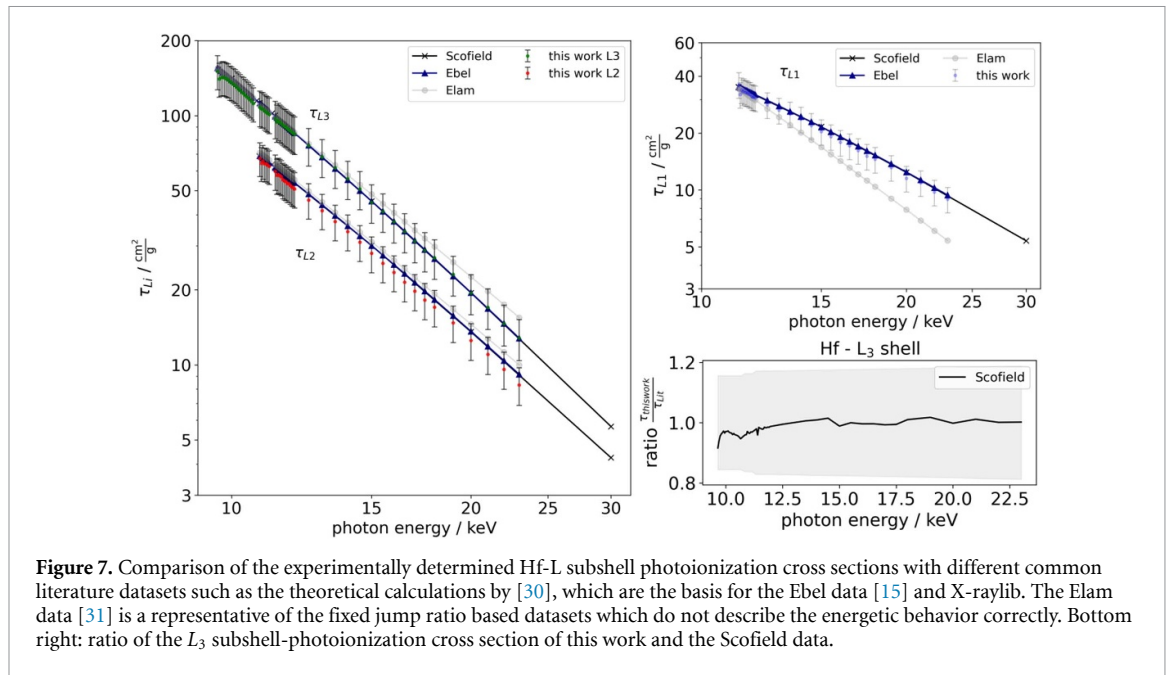 200
100
50
20
10
5
3
τLi / cm²/g
Scofield
Ebel
Elam
this work L3
this work L2
τL3
τL2
10 15 20 25 30
photon energy / keV
60
40
20
10
5
3
τL1 / cm²/g
τL1
Scofield
Ebel
Elam
this work
10 15 20 25 30
photon energy / keV
Hf - L₃ shell
1.2
1.0
0.8
ratio τthiswork/τLit
Scofield
10.0 12.5 15.0 17.5 20.0 22.5
photon energy / keV
Figure 7. Comparison of the experimentally determined Hf-L subshell photoionization cross sections with different common
literature datasets such as the theoretical calculations by [30], which are the basis for the Ebel data [15] and X-raylib. The Elam
data [31] is a representative of the fixed jump ratio based datasets which do not describe the energetic behavior correctly. Bottom
right: ratio of the L₃ subshell-photoionization cross section of this work and the Scofield data.